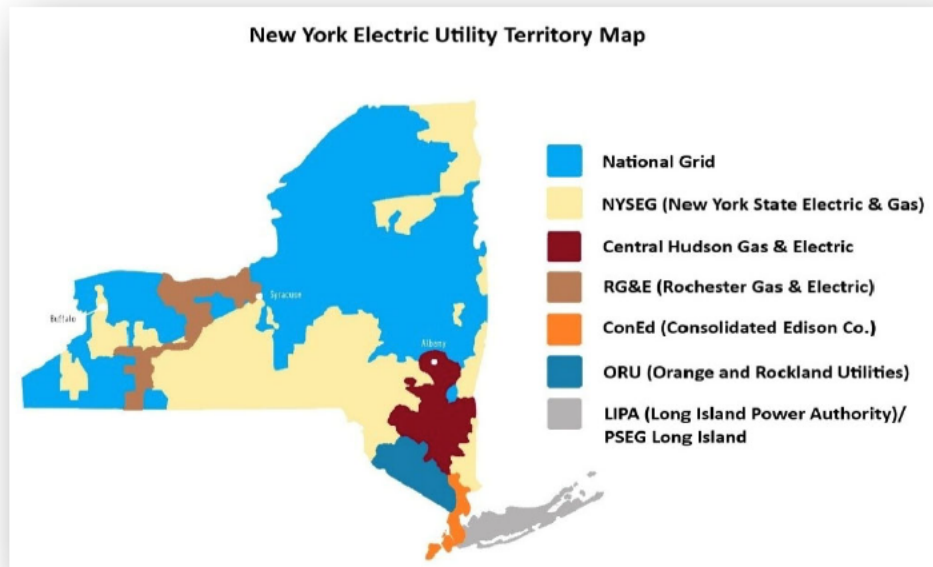 New York Electric Utility Territory Map
National Grid
NYSEG (New York State Electric & Gas)
Central Hudson Gas & Electric
RG&E (Rochester Gas & Electric)
ConEd (Consolidated Edison Co.)
ORU (Orange and Rockland Utilities)
LIPA (Long Island Power Authority)/
PSEG Long Island
Syracuse
Buffalo
Albany